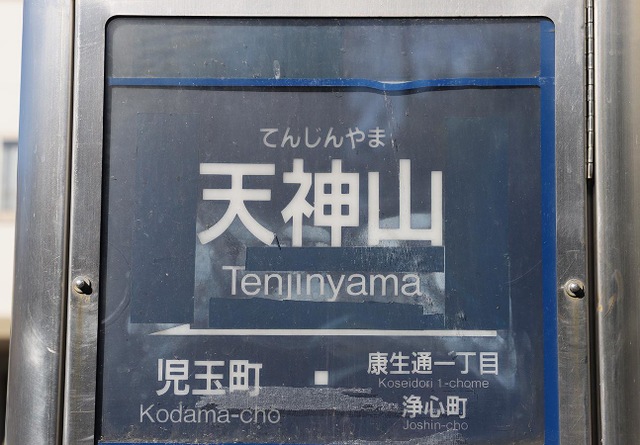 てんじんやま
天神山
Tenjinyama
児玉町
Kodama-cho
康生通一丁目
Koseidori 1-chome
浄心町
Joshin-cho